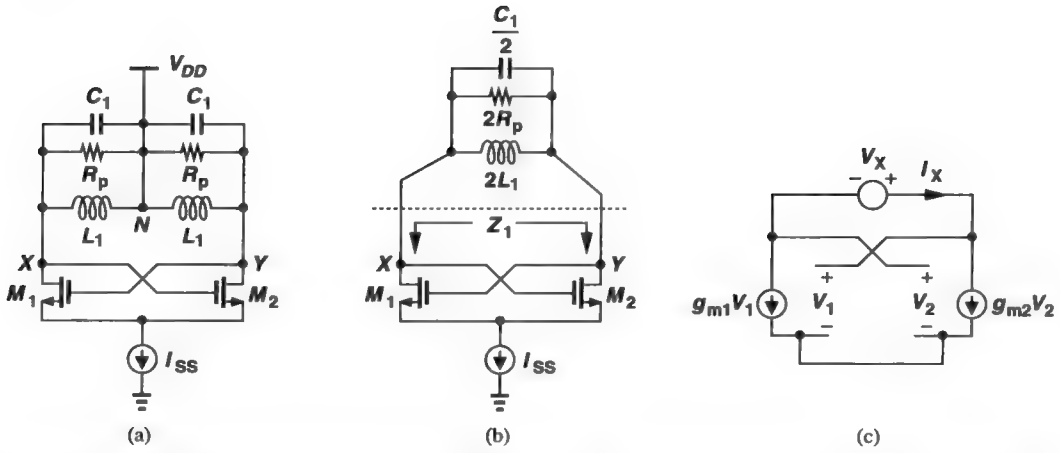 V_DD
C_1 C_1
R_p R_p
L_1 N L_1
X Y
M_1 M_2
I_SS
(a)
C_1
2
2R_p
2L_1
Z_1
X Y
M_1 M_2
I_SS
(b)
V_X
− + I_X
+ +
g_m1V_1 V_1 V_2 g_m2V_2
− −
(c)